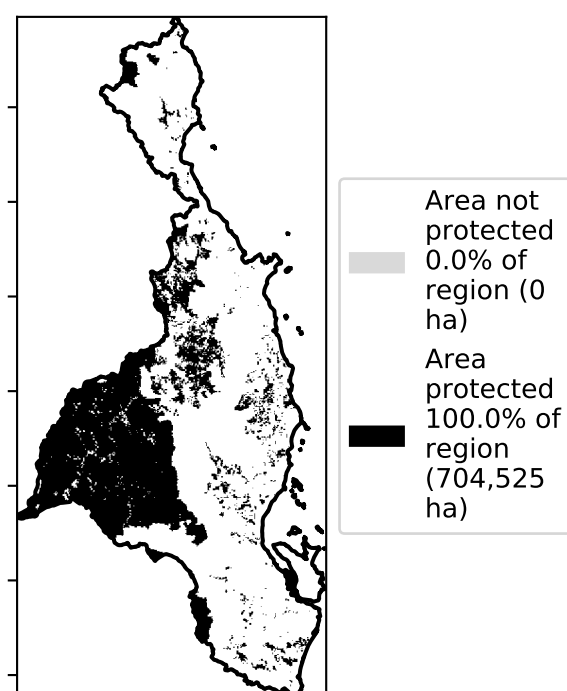 Area not
protected
0.0% of
region (0
ha)
Area
protected
100.0% of
region
(704,525
ha)